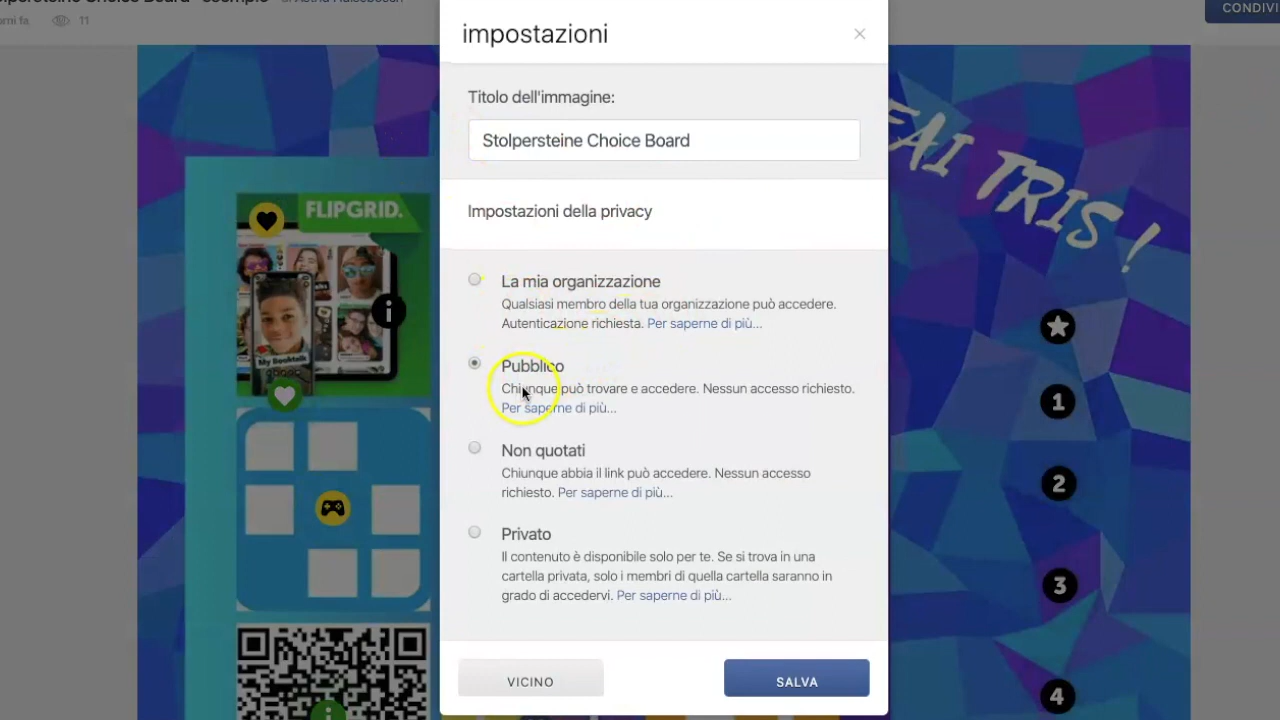 impostazioni
CONDIVI
orni fa 11
Titolo dell'immagine:
Stolpersteine Choice Board
Impostazioni della privacy
FLIPGRID.
My Booktalk
FAI TRIS !
La mia organizzazione
Qualsiasi membro della tua organizzazione può accedere.
Autenticazione richiesta. Per saperne di più...
Pubblico
Chiunque può trovare e accedere. Nessun accesso richiesto.
Per saperne di più...
Non quotati
Chiunque abbia il link può accedere. Nessun accesso
richiesto. Per saperne di più...
Privato
Il contenuto è disponibile solo per te. Se si trova in una
cartella privata, solo i membri di quella cartella saranno in
grado di accedervi. Per saperne di più...
1
2
3
4
VICINO
SALVA